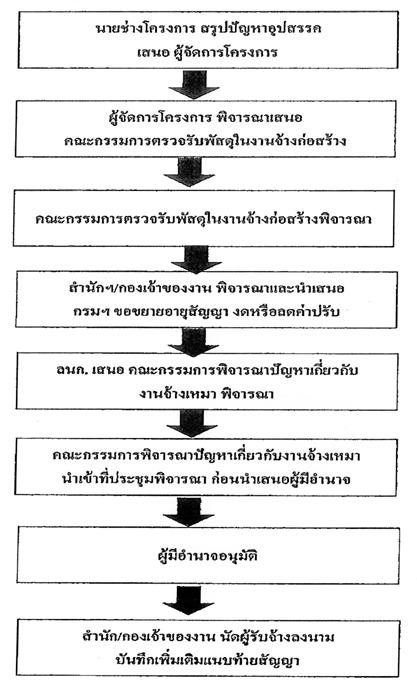 นายช่างโครงการ สรุปปัญหาอุปสรรค
เสนอ ผู้จัดการโครงการ
ผู้จัดการโครงการ พิจารณาเสนอ
คณะกรรมการตรวจรับพัสดุในงานจ้างก่อสร้าง
คณะกรรมการตรวจรับพัสดุในงานจ้างก่อสร้างพิจารณา
สำนักฯ/กองเจ้าของงาน พิจารณาและนำเสนอ
กรมฯ ขอขยายอายุสัญญา งดหรือลดค่าปรับ
ลนก. เสนอ คณะกรรมการพิจารณาปัญหาเกี่ยวกับ
งานจ้างเหมา พิจารณา
คณะกรรมการพิจารณาปัญหาเกี่ยวกับงานจ้างเหมา
นำเข้าที่ประชุมพิจารณา ก่อนนำเสนอผู้มีอำนาจ
ผู้มีอำนาจอนุมัติ
สำนัก/กองเจ้าของงาน นัดผู้รับจ้างลงนาม
บันทึกเพิ่มเติมแนบท้ายสัญญา